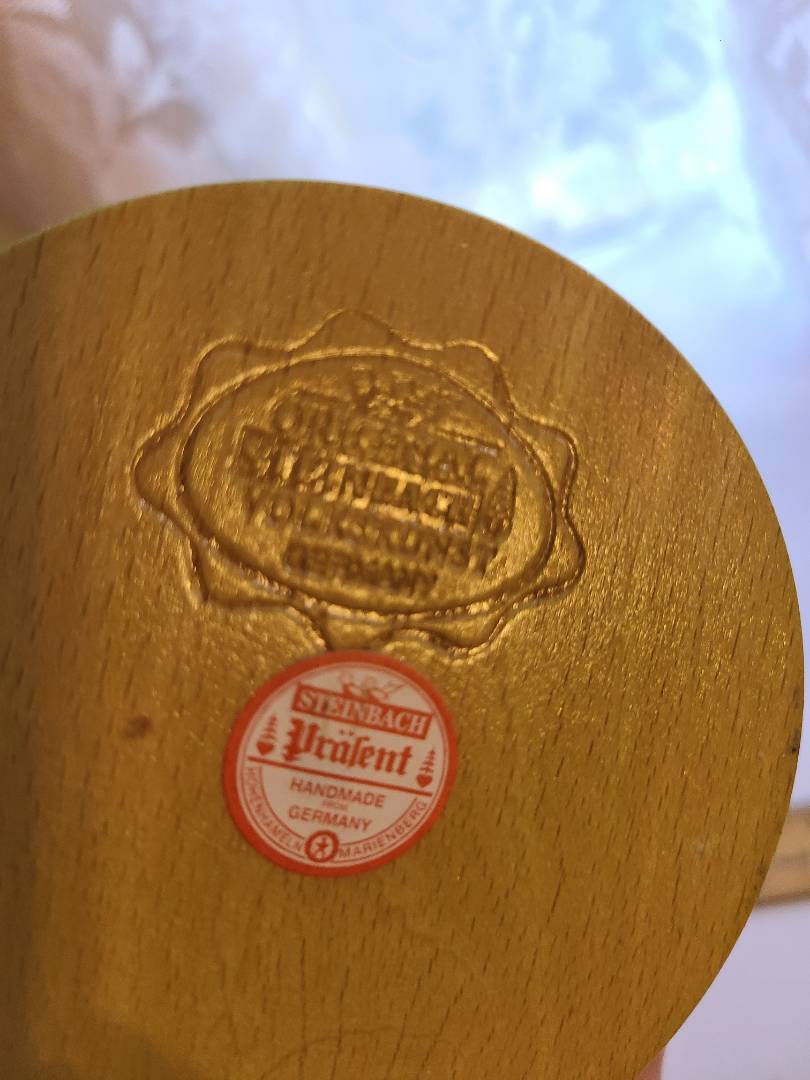 ORIGINAL
STEINBACH
VOLKSKUNST
GERMANY
STEINBACH
Präsent
HANDMADE
FROM
GERMANY
HOHENHAMELN MARIENBERG